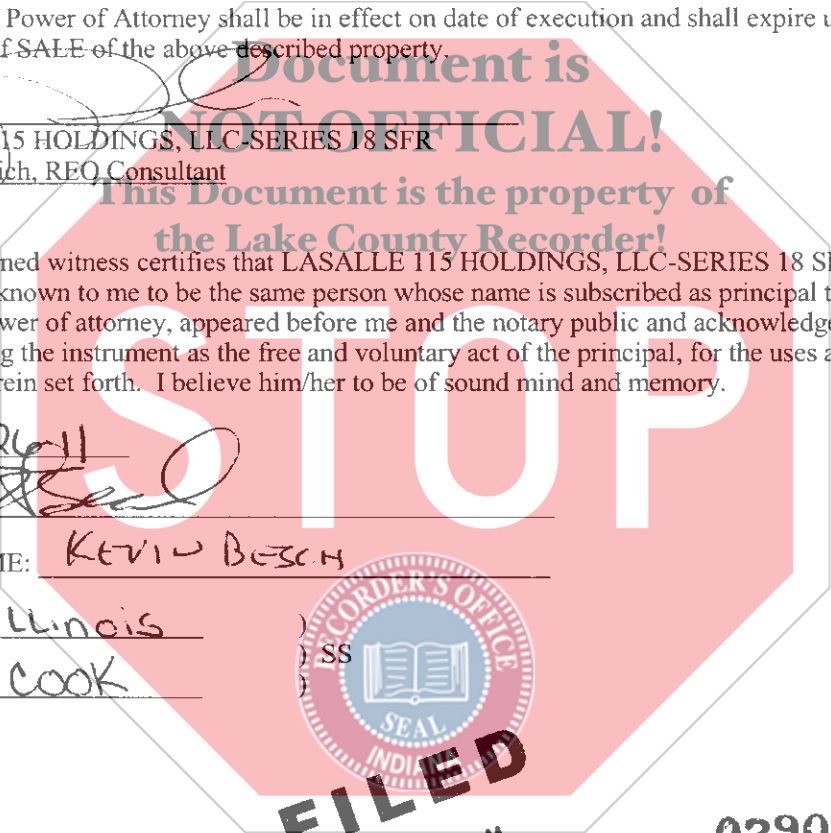 Power of Attorney shall be in effect on date of execution and shall expire u
f SALE of the above described property.
Document is
NOT OFFICIAL!
15 HOLDINGS, LLC-SERIES 18 SFR
ich, REO Consultant
This Document is the property of
the Lake County Recorder!
ned witness certifies that LASALLE 115 HOLDINGS, LLC-SERIES 18 SF
known to me to be the same person whose name is subscribed as principal t
wer of attorney, appeared before me and the notary public and acknowledge
g the instrument as the free and voluntary act of the principal, for the uses a
rein set forth. I believe him/her to be of sound mind and memory.
STOP
26-11
ME: KEVIN BESCH
LLinois )
) SS
COOK )
RECORDER'S OFFICE
SEAL
INDIANA
FILED
0290